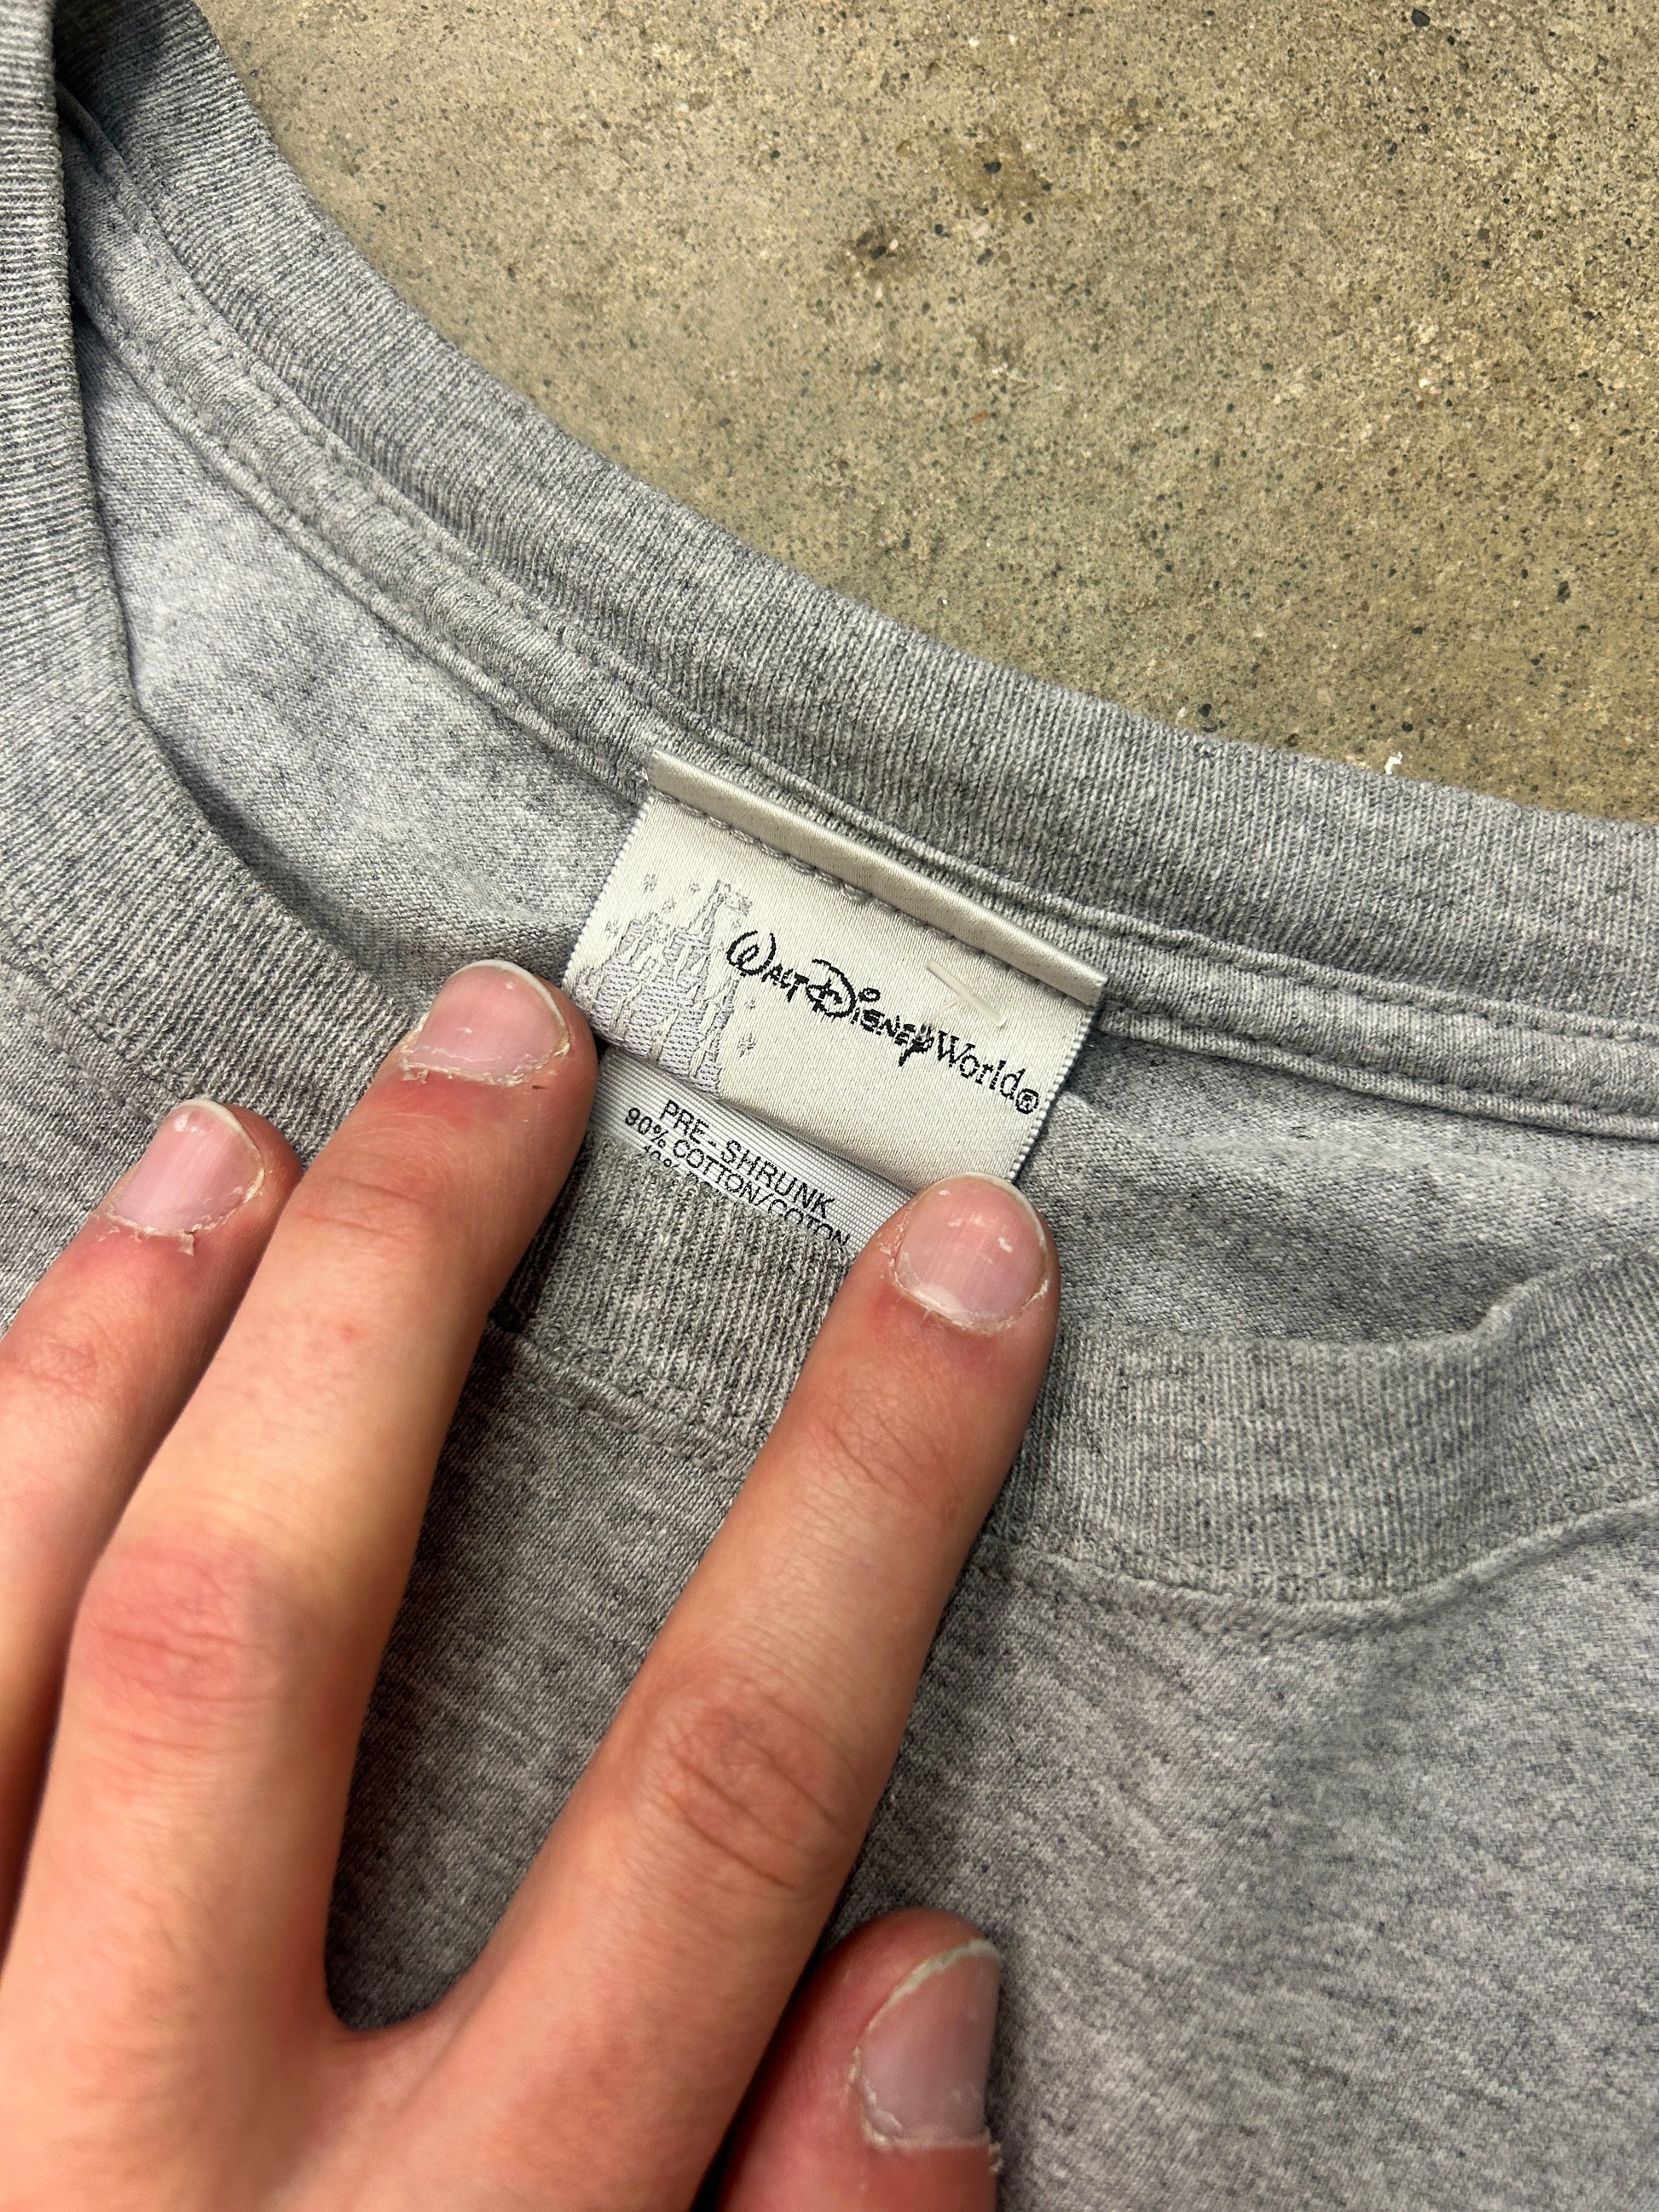 WALT DISNEY World®
PRE-SHRUNK
90% COTTON/COTON